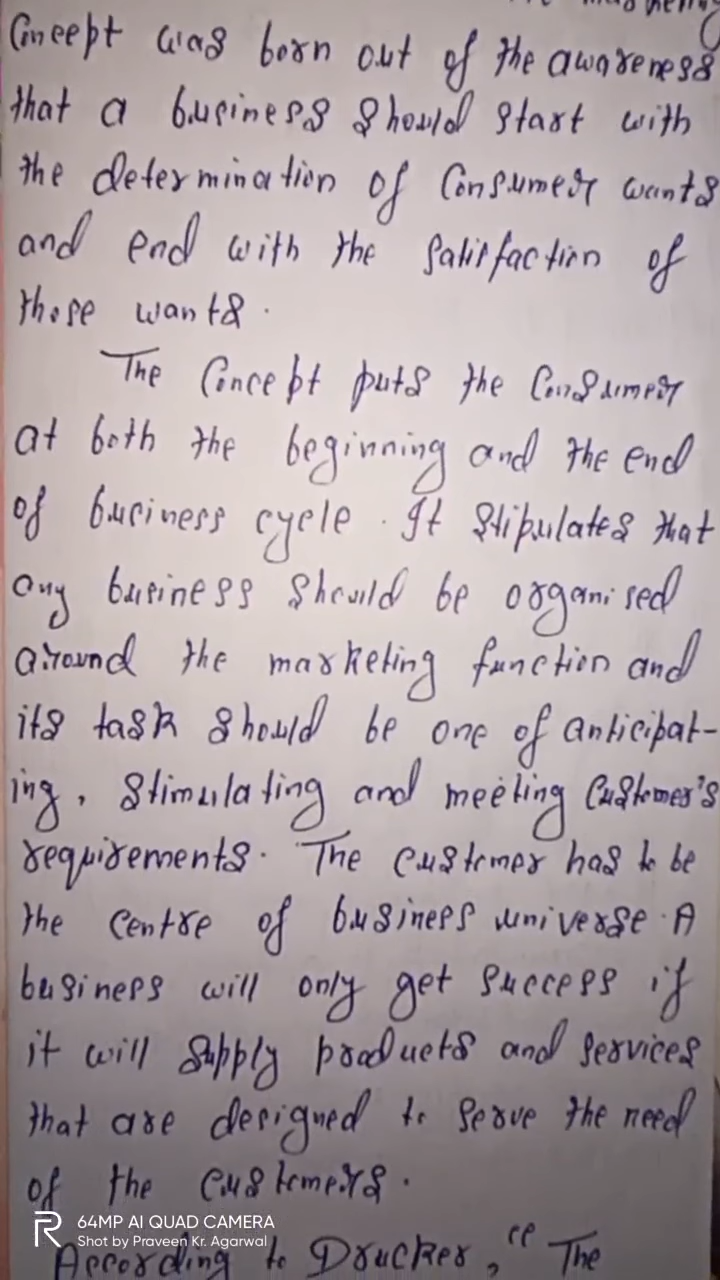 Concept was born out of the awareness
that a business should start with
the determination of Consumer wants
and end with the satisfaction of
those wants.
The Concept puts the Consumer
at both the beginning and the end
of business cycle. It stipulates that
any business should be organised
around the marketing function and
its task should be one of anticipat-
ing, stimulating and meeting Customer's
requirements. The customer has to be
the centre of business universe. A
business will only get success if
it will supply products and services
that are designed to serve the need
of the customers.
64MP AI QUAD CAMERA
Shot by Praveen Kr. Agarwal
According to Drucker, "The